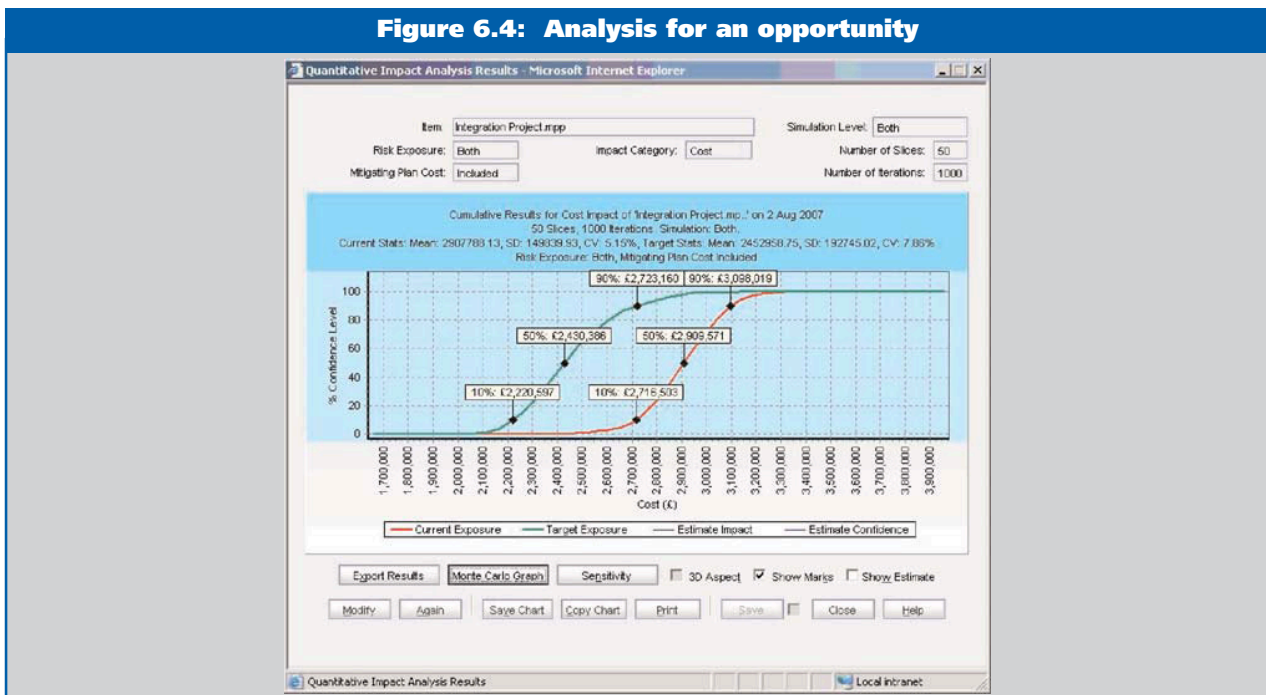 Figure 6.4: Analysis for an opportunity
Quantitative Impact Analysis Results - Microsoft Internet Explorer
Item: Integration Project.mpp Simulation Level: Both
Risk Exposure: Both Impact Category: Cost Number of Slices: 50
Mitigating Plan Cost: Included Number of Iterations: 1000
Cumulative Results for Cost Impact of 'Integration Project.mp..' on 2 Aug 2007
50 Slices, 1000 Iterations. Simulation: Both.
Current Stats: Mean: 2907788.13, SD: 149839.93, CV: 5.15%, Target Stats: Mean: 2452958.75, SD: 192745.02, CV: 7.86%
Risk Exposure: Both, Mitigating Plan Cost Included
90%: £2,723,160 90%: £3,098,019
50%: £2,430,386 50%: £2,909,571
10%: £2,220,597 10%: £2,716,503
% Confidence Level
100
80
60
40
20
0
1,700,000 1,800,000 1,900,000 2,000,000 2,100,000 2,200,000 2,300,000 2,400,000 2,500,000 2,600,000 2,700,000 2,800,000 2,900,000 3,000,000 3,100,000 3,200,000 3,300,000 3,400,000 3,500,000 3,600,000 3,700,000 3,800,000 3,900,000
Cost (£)
Current Exposure Target Exposure Estimate Impact Estimate Confidence
Export Results Monte Carlo Graph Sensitivity 3D Aspect Show Marks Show Estimate
Modify Again Save Chart Copy Chart Print Save Close Help
Quantitative Impact Analysis Results Local intranet